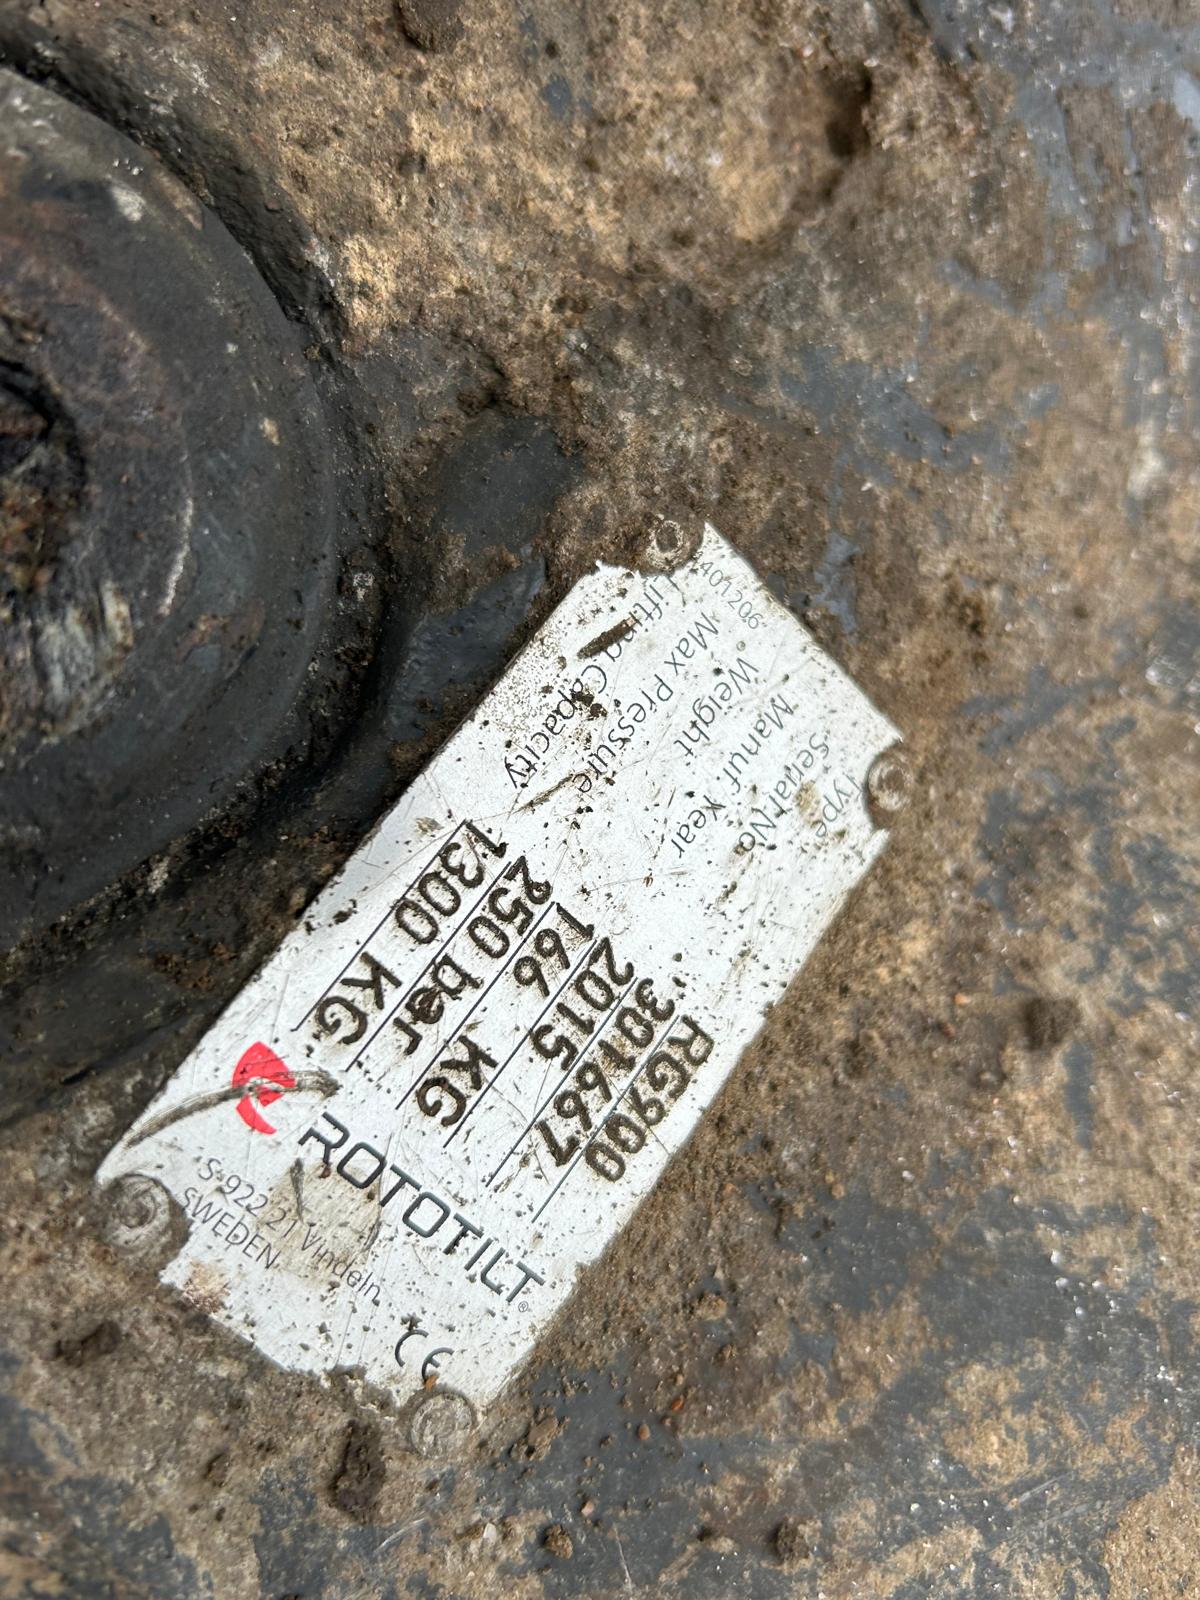 Type RG900
Serial No 301667
Manuf. Year 2015
Weight 166 KG
Max Pressure 250 bar
Lifting Capacity 1300 KG
401206
ROTOTILT®
S-922 21 Vindeln
SWEDEN
CE